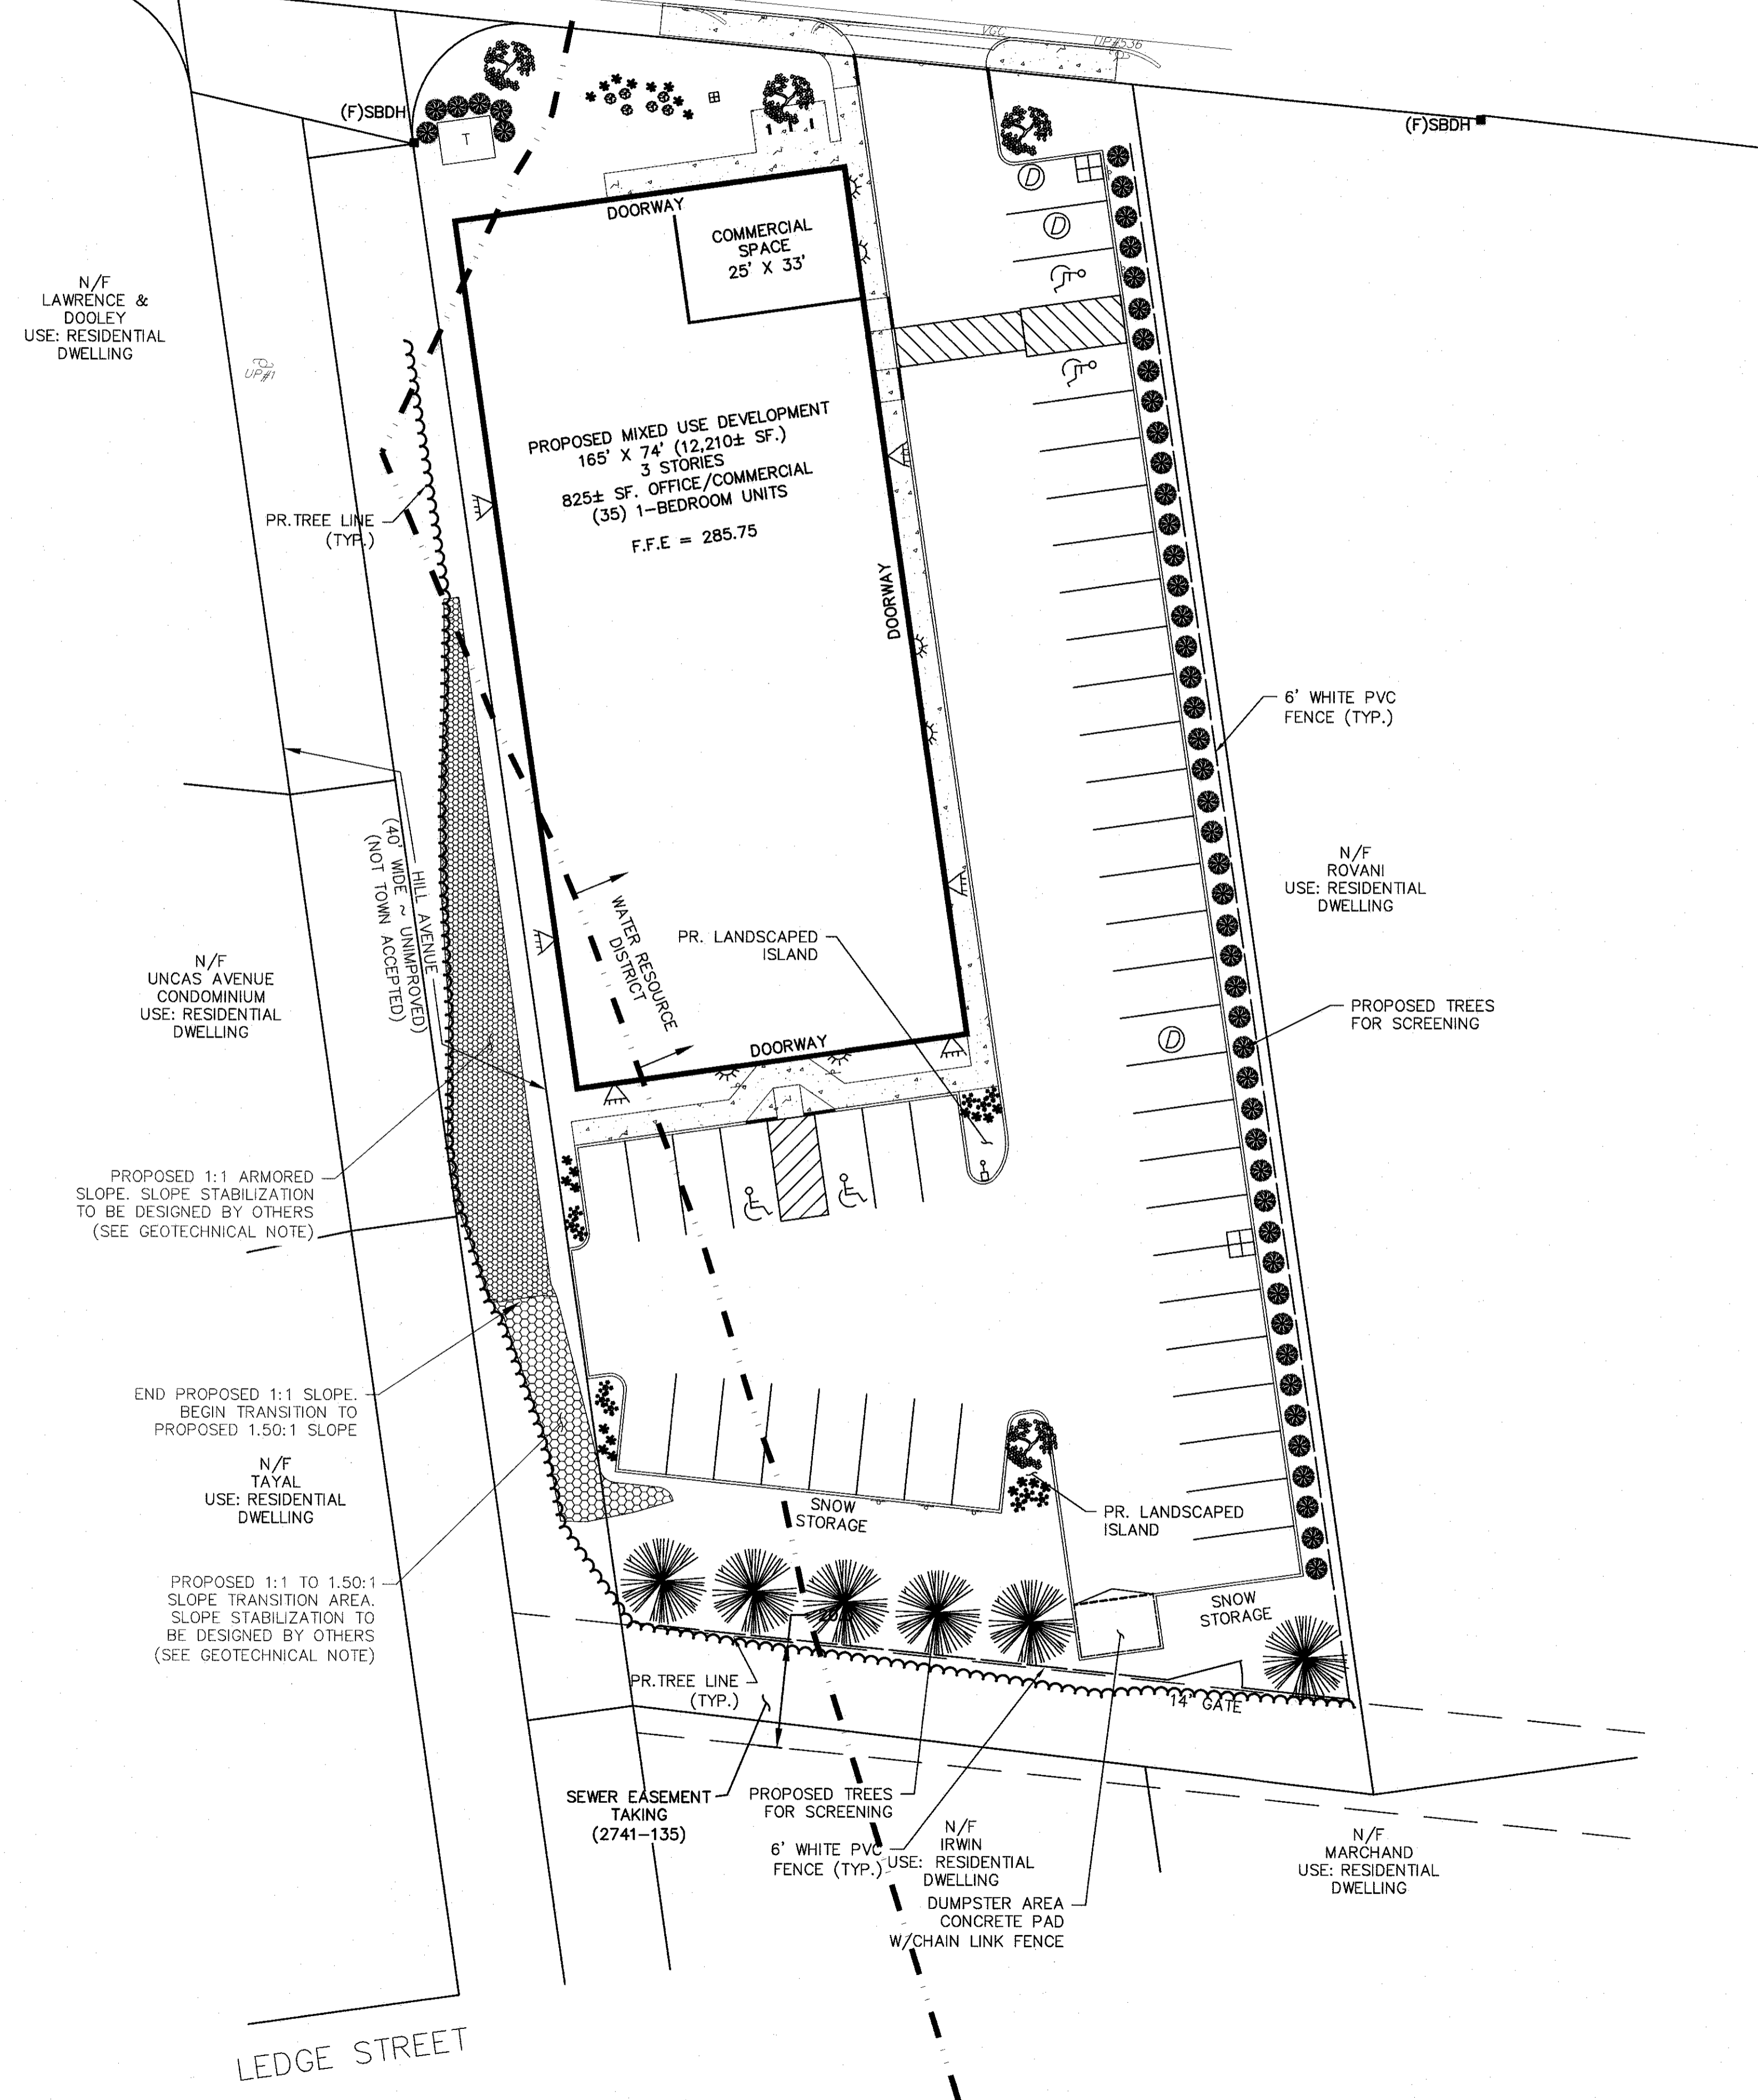 VGC
UP#536
(F)SBDH
(F)SBDH
T
D
D
DOORWAY
COMMERCIAL
SPACE
25' X 33'
N/F
LAWRENCE &
DOOLEY
USE: RESIDENTIAL
DWELLING
UP#1
PROPOSED MIXED USE DEVELOPMENT
165' X 74' (12,210± SF.)
3 STORIES
825± SF. OFFICE/COMMERCIAL
(35) 1-BEDROOM UNITS
F.F.E = 285.75
PR.TREE LINE
(TYP.)
DOORWAY
6' WHITE PVC
FENCE (TYP.)
HILL AVENUE
(40' WIDE ~ UNIMPROVED)
(NOT TOWN ACCEPTED)
N/F
ROVANI
USE: RESIDENTIAL
DWELLING
WATER RESOURCE
DISTRICT
PR. LANDSCAPED
ISLAND
N/F
UNCAS AVENUE
CONDOMINIUM
USE: RESIDENTIAL
DWELLING
PROPOSED TREES
FOR SCREENING
D
DOORWAY
PROPOSED 1:1 ARMORED
SLOPE. SLOPE STABILIZATION
TO BE DESIGNED BY OTHERS
(SEE GEOTECHNICAL NOTE)
END PROPOSED 1:1 SLOPE.
BEGIN TRANSITION TO
PROPOSED 1.50:1 SLOPE
N/F
TAYAL
USE: RESIDENTIAL
DWELLING
SNOW
STORAGE
PR. LANDSCAPED
ISLAND
PROPOSED 1:1 TO 1.50:1
SLOPE TRANSITION AREA.
SLOPE STABILIZATION TO
BE DESIGNED BY OTHERS
(SEE GEOTECHNICAL NOTE)
SNOW
STORAGE
PR.TREE LINE
(TYP.)
14' GATE
SEWER EASEMENT
TAKING
(2741-135)
PROPOSED TREES
FOR SCREENING
6' WHITE PVC
FENCE (TYP.)
N/F
IRWIN
USE: RESIDENTIAL
DWELLING
N/F
MARCHAND
USE: RESIDENTIAL
DWELLING
DUMPSTER AREA
CONCRETE PAD
W/CHAIN LINK FENCE
LEDGE STREET